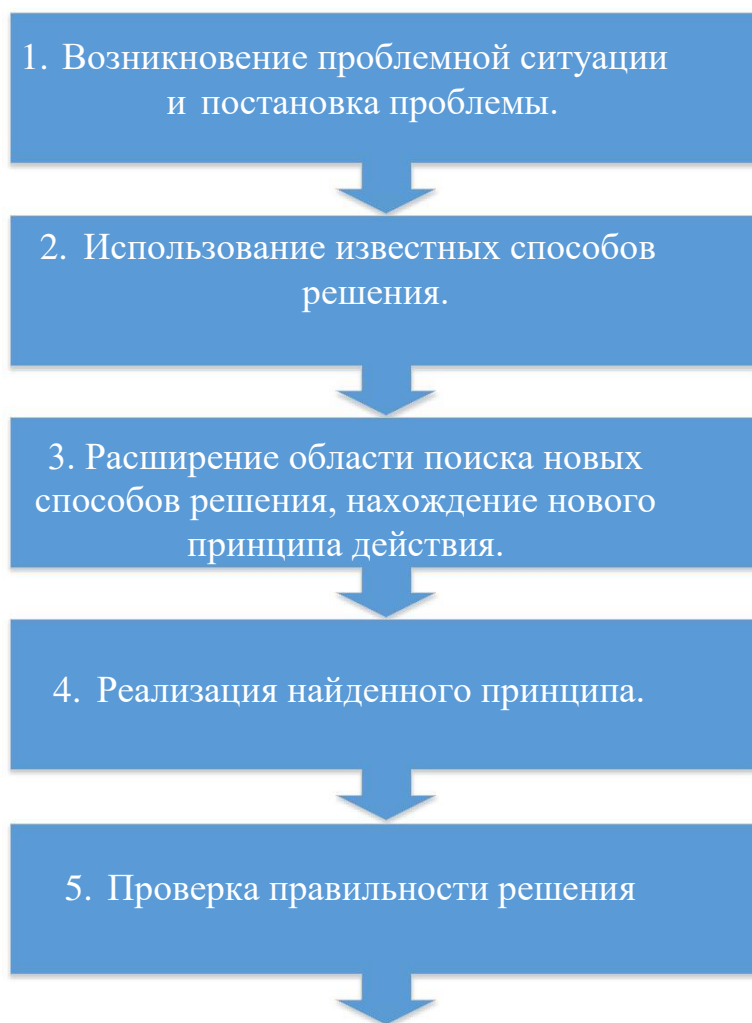 1. Возникновение проблемной ситуации
и постановка проблемы.
2. Использование известных способов
решения.
3. Расширение области поиска новых
способов решения, нахождение нового
принципа действия.
4. Реализация найденного принципа.
5. Проверка правильности решения